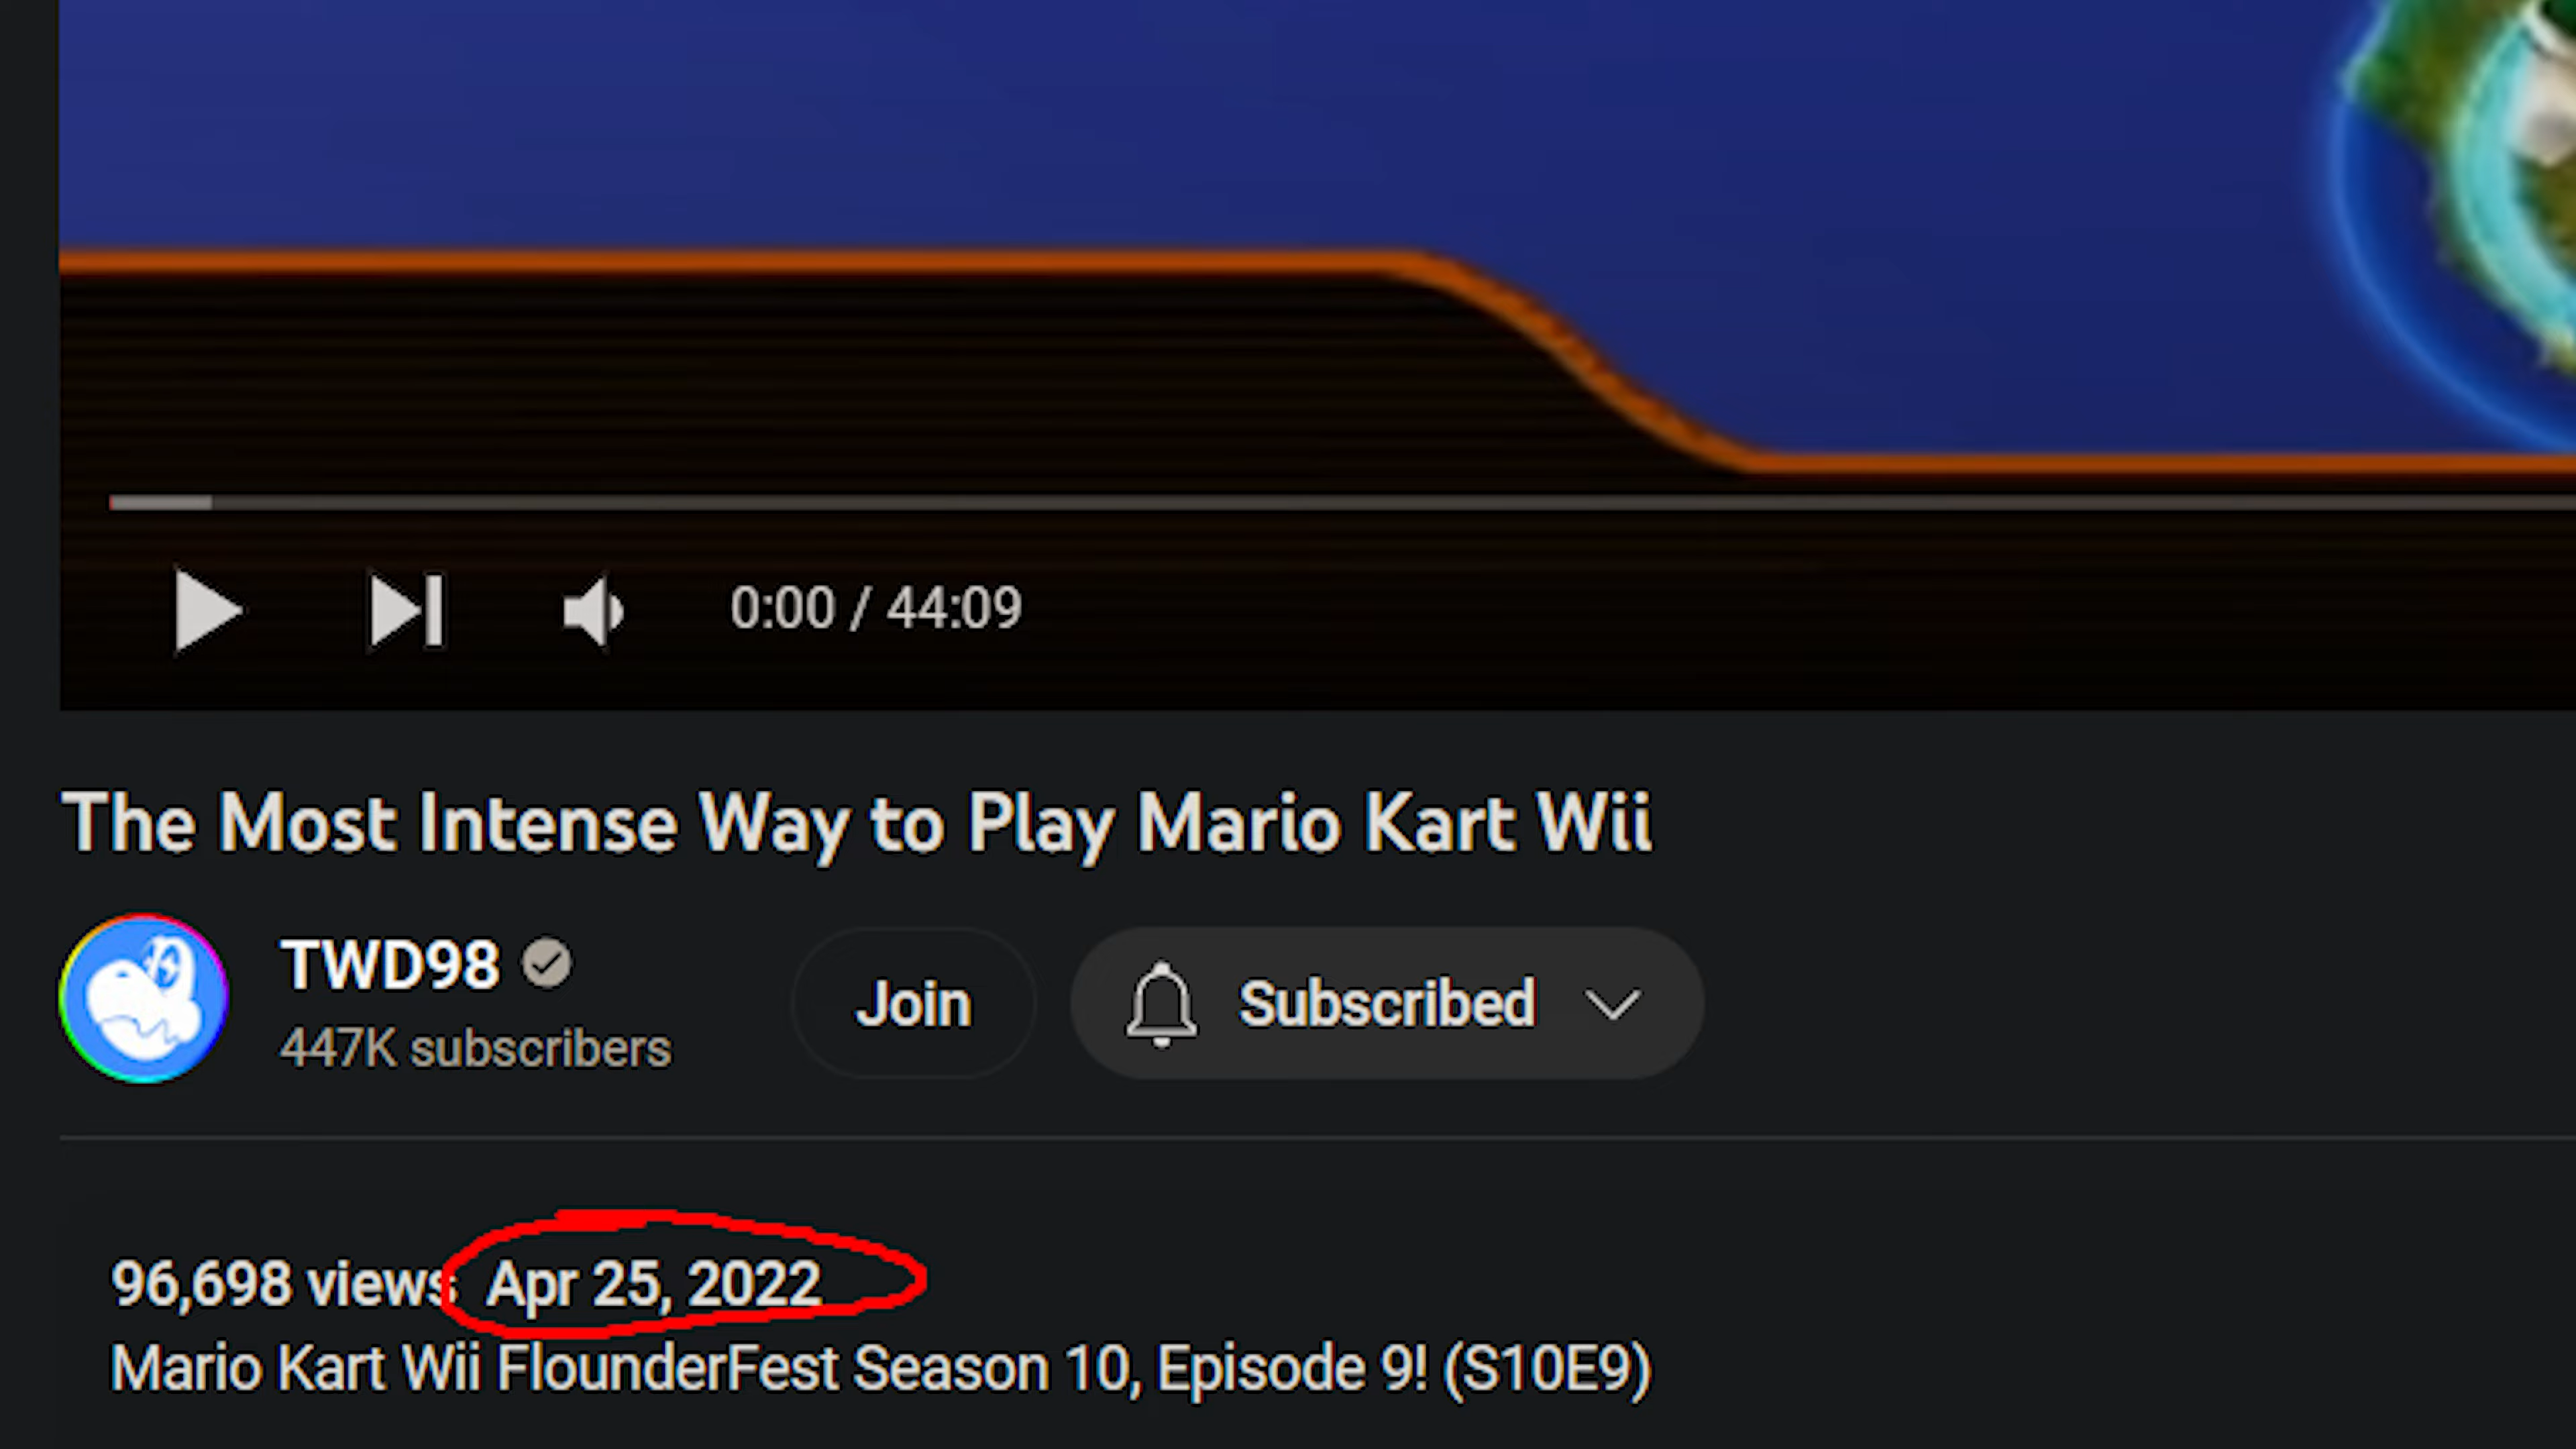 0:00 / 44:09
The Most Intense Way to Play Mario Kart Wii
TWD98
447K subscribers
Join
Subscribed
96,698 views Apr 25, 2022
Mario Kart Wii FlounderFest Season 10, Episode 9! (S10E9)